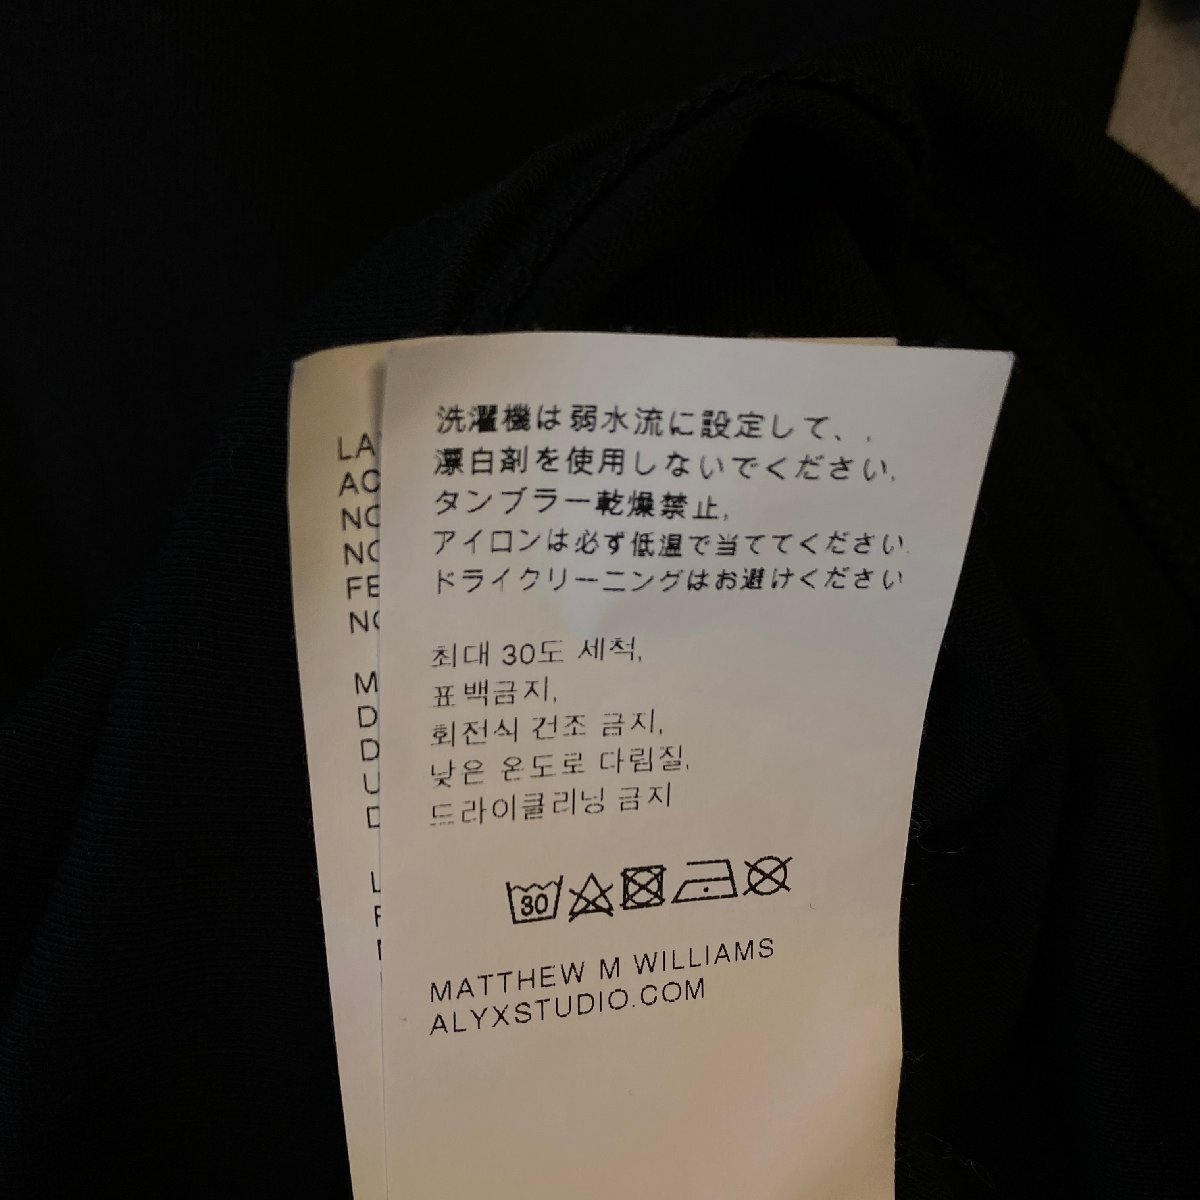 洗濯機は弱水流に設定して、.
漂白剤を使用しないでください.
タンブラー乾燥禁止,
アイロンは必ず低温で当ててください.
ドライクリーニングはお避けください
최대 30도 세척,
표백금지,
회전식 건조 금지,
낮은 온도로 다림질,
드라이클리닝 금지
30
MATTHEW M WILLIAMS
ALYXSTUDIO.COM